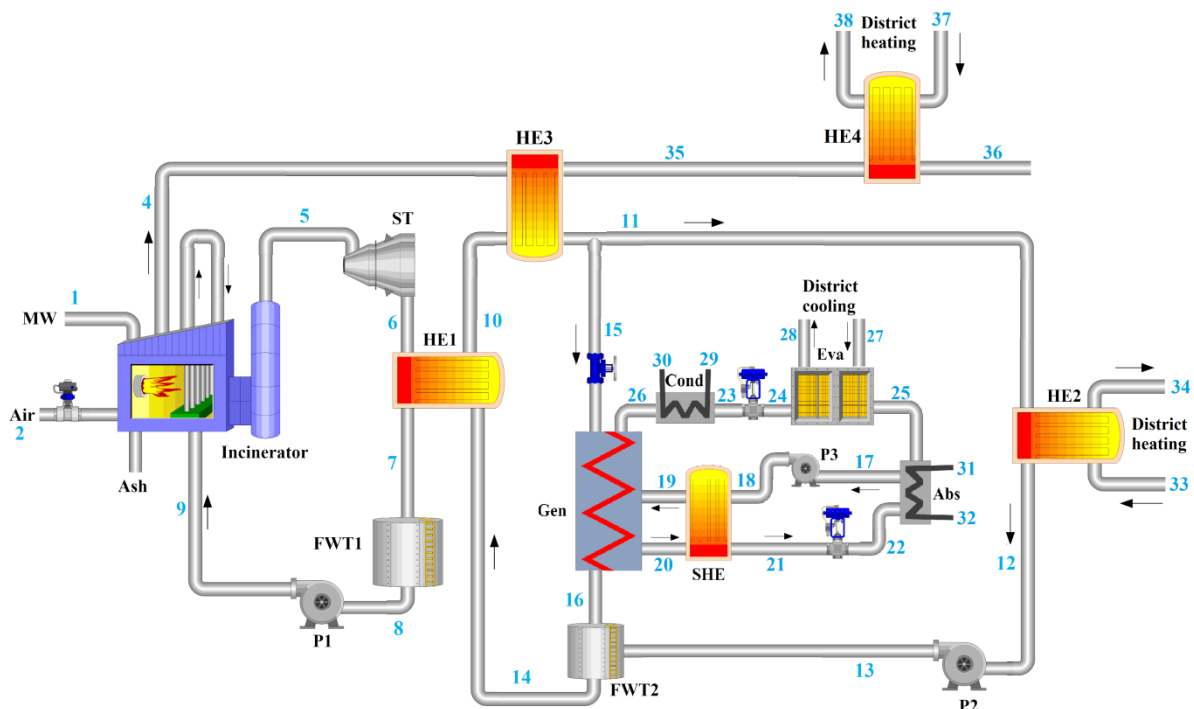 38
District
heating
37
HE4
HE3
35
36
4
5
ST
11
1
MW
6
10
HE1
15
District
cooling
28
27
Eva
30
29
Cond
26
23
24
25
Air
2
Incinerator
Ash
7
9
FWT1
P1
8
Gen
19
18
P3
17
31
Abs
32
20
SHE
21
22
HE2
34
District
heating
33
12
16
14
FWT2
13
P2